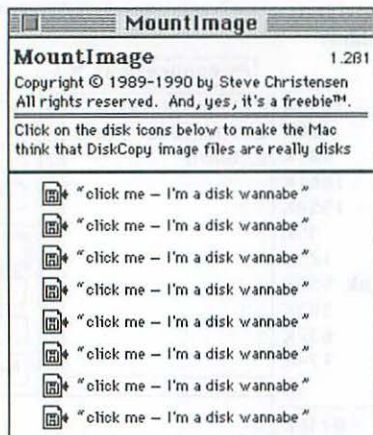 MountImage
MountImage 1.2B1
Copyright © 1989-1990 by Steve Christensen
All rights reserved. And, yes, it's a freebie™.
Click on the disk icons below to make the Mac
think that DiskCopy image files are really disks
"click me – I'm a disk wannabe"
"click me – I'm a disk wannabe"
"click me – I'm a disk wannabe"
"click me – I'm a disk wannabe"
"click me – I'm a disk wannabe"
"click me – I'm a disk wannabe"
"click me – I'm a disk wannabe"
"click me – I'm a disk wannabe"